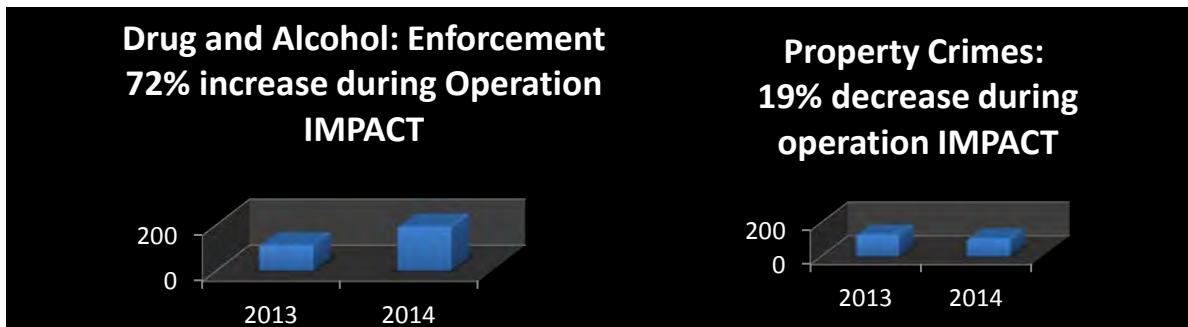 Drug and Alcohol: Enforcement
72% increase during Operation
IMPACT
200
0
2013 2014
Property Crimes:
19% decrease during
operation IMPACT
200
0
2013 2014